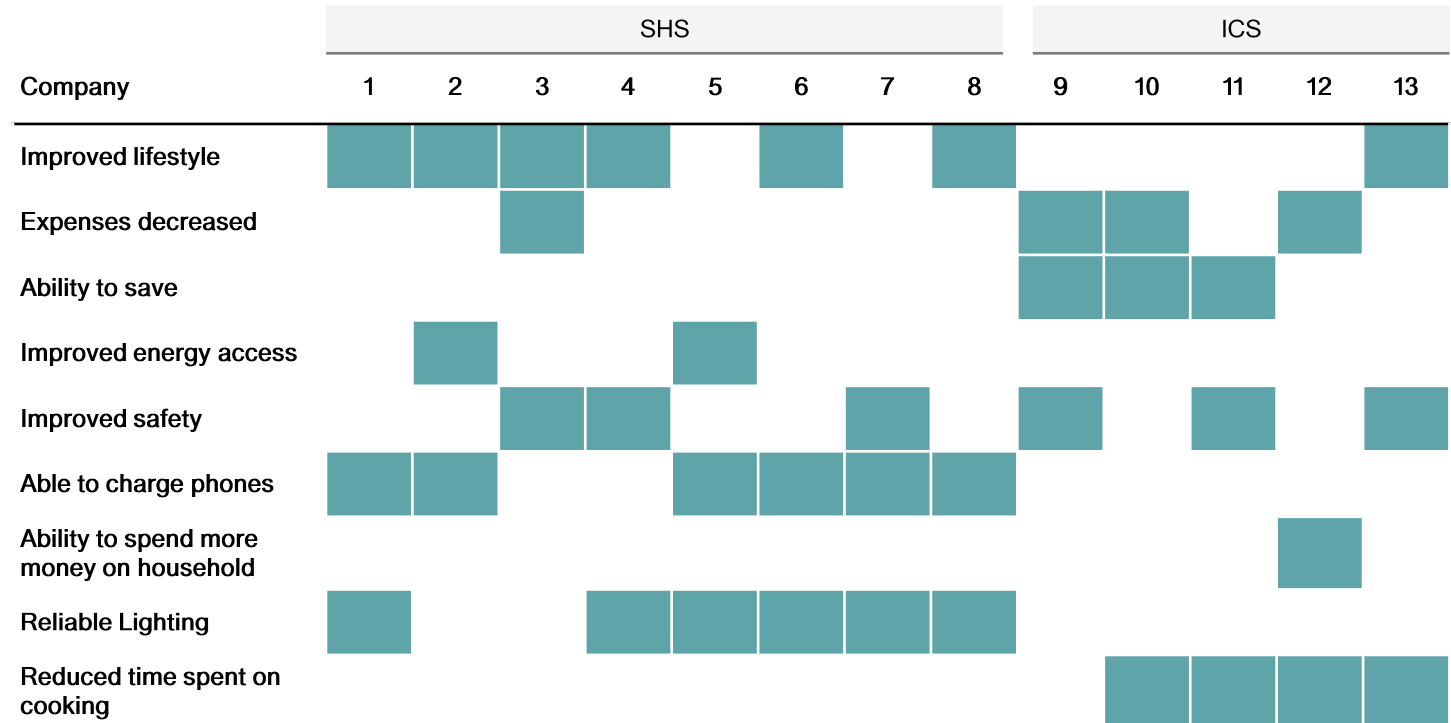 SHS ICS
Company 1 2 3 4 5 6 7 8 9 10 11 12 13
Improved lifestyle
Expenses decreased
Ability to save
Improved energy access
Improved safety
Able to charge phones
Ability to spend more
money on household
Reliable Lighting
Reduced time spent on
cooking